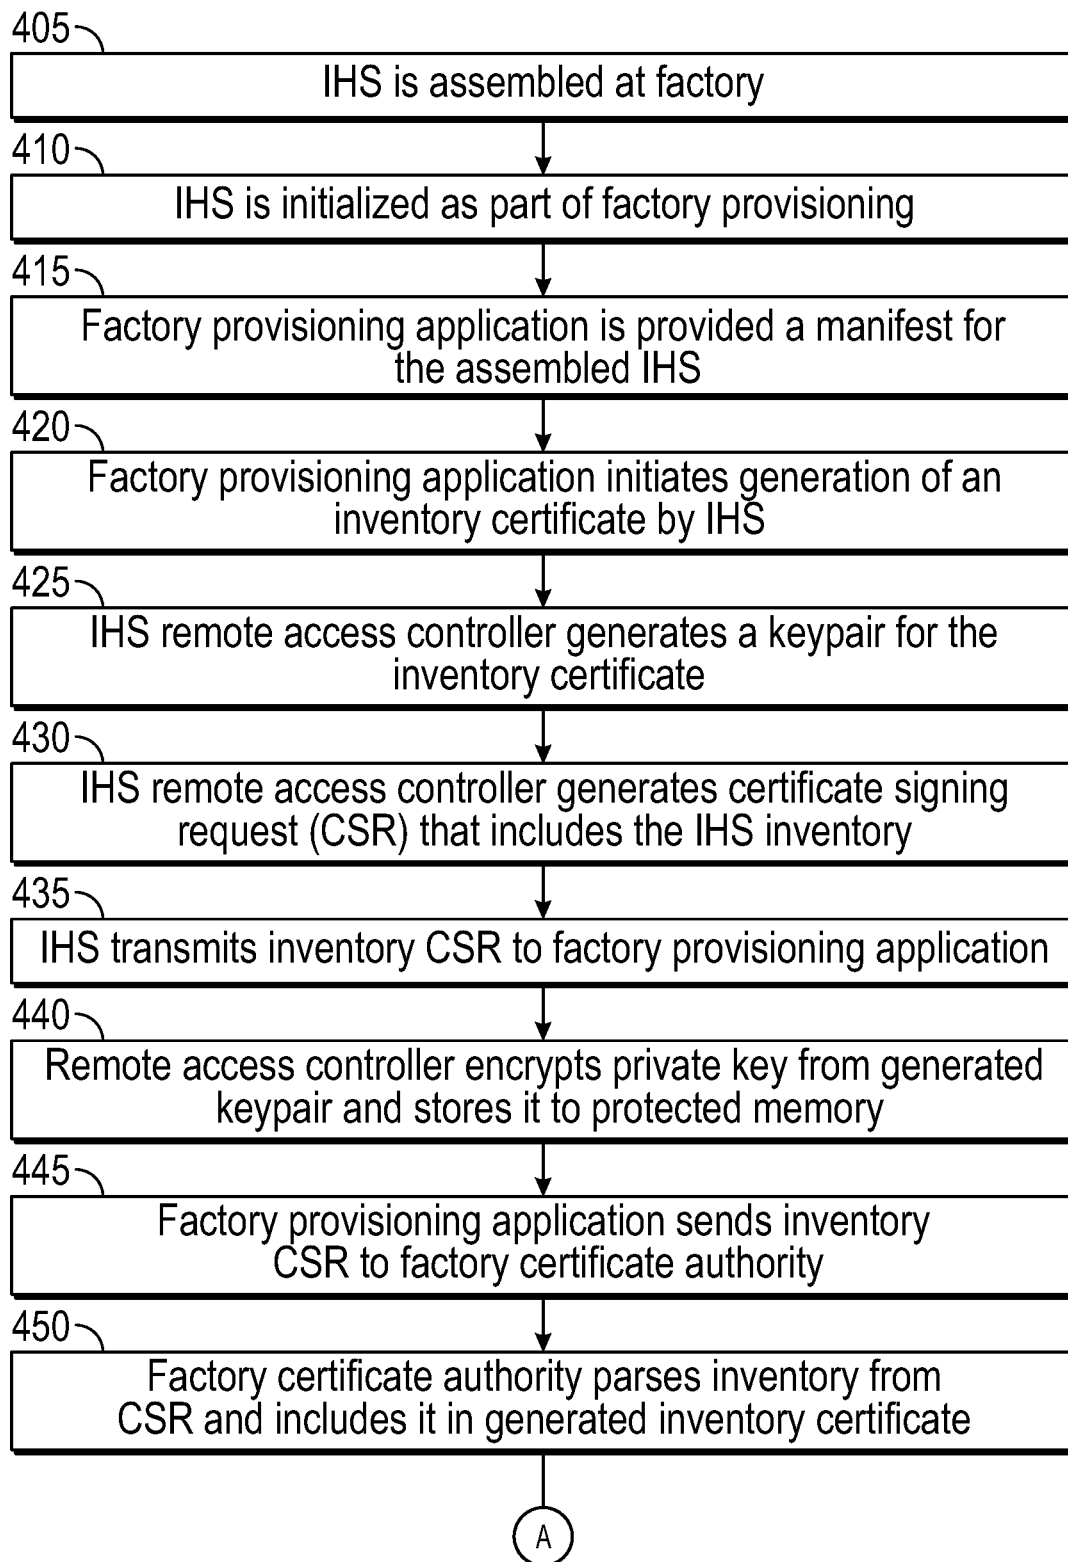 405
IHS is assembled at factory
410
IHS is initialized as part of factory provisioning
415
Factory provisioning application is provided a manifest for
the assembled IHS
420
Factory provisioning application initiates generation of an
inventory certificate by IHS
425
IHS remote access controller generates a keypair for the
inventory certificate
430
IHS remote access controller generates certificate signing
request (CSR) that includes the IHS inventory
435
IHS transmits inventory CSR to factory provisioning application
440
Remote access controller encrypts private key from generated
keypair and stores it to protected memory
445
Factory provisioning application sends inventory
CSR to factory certificate authority
450
Factory certificate authority parses inventory from
CSR and includes it in generated inventory certificate
A